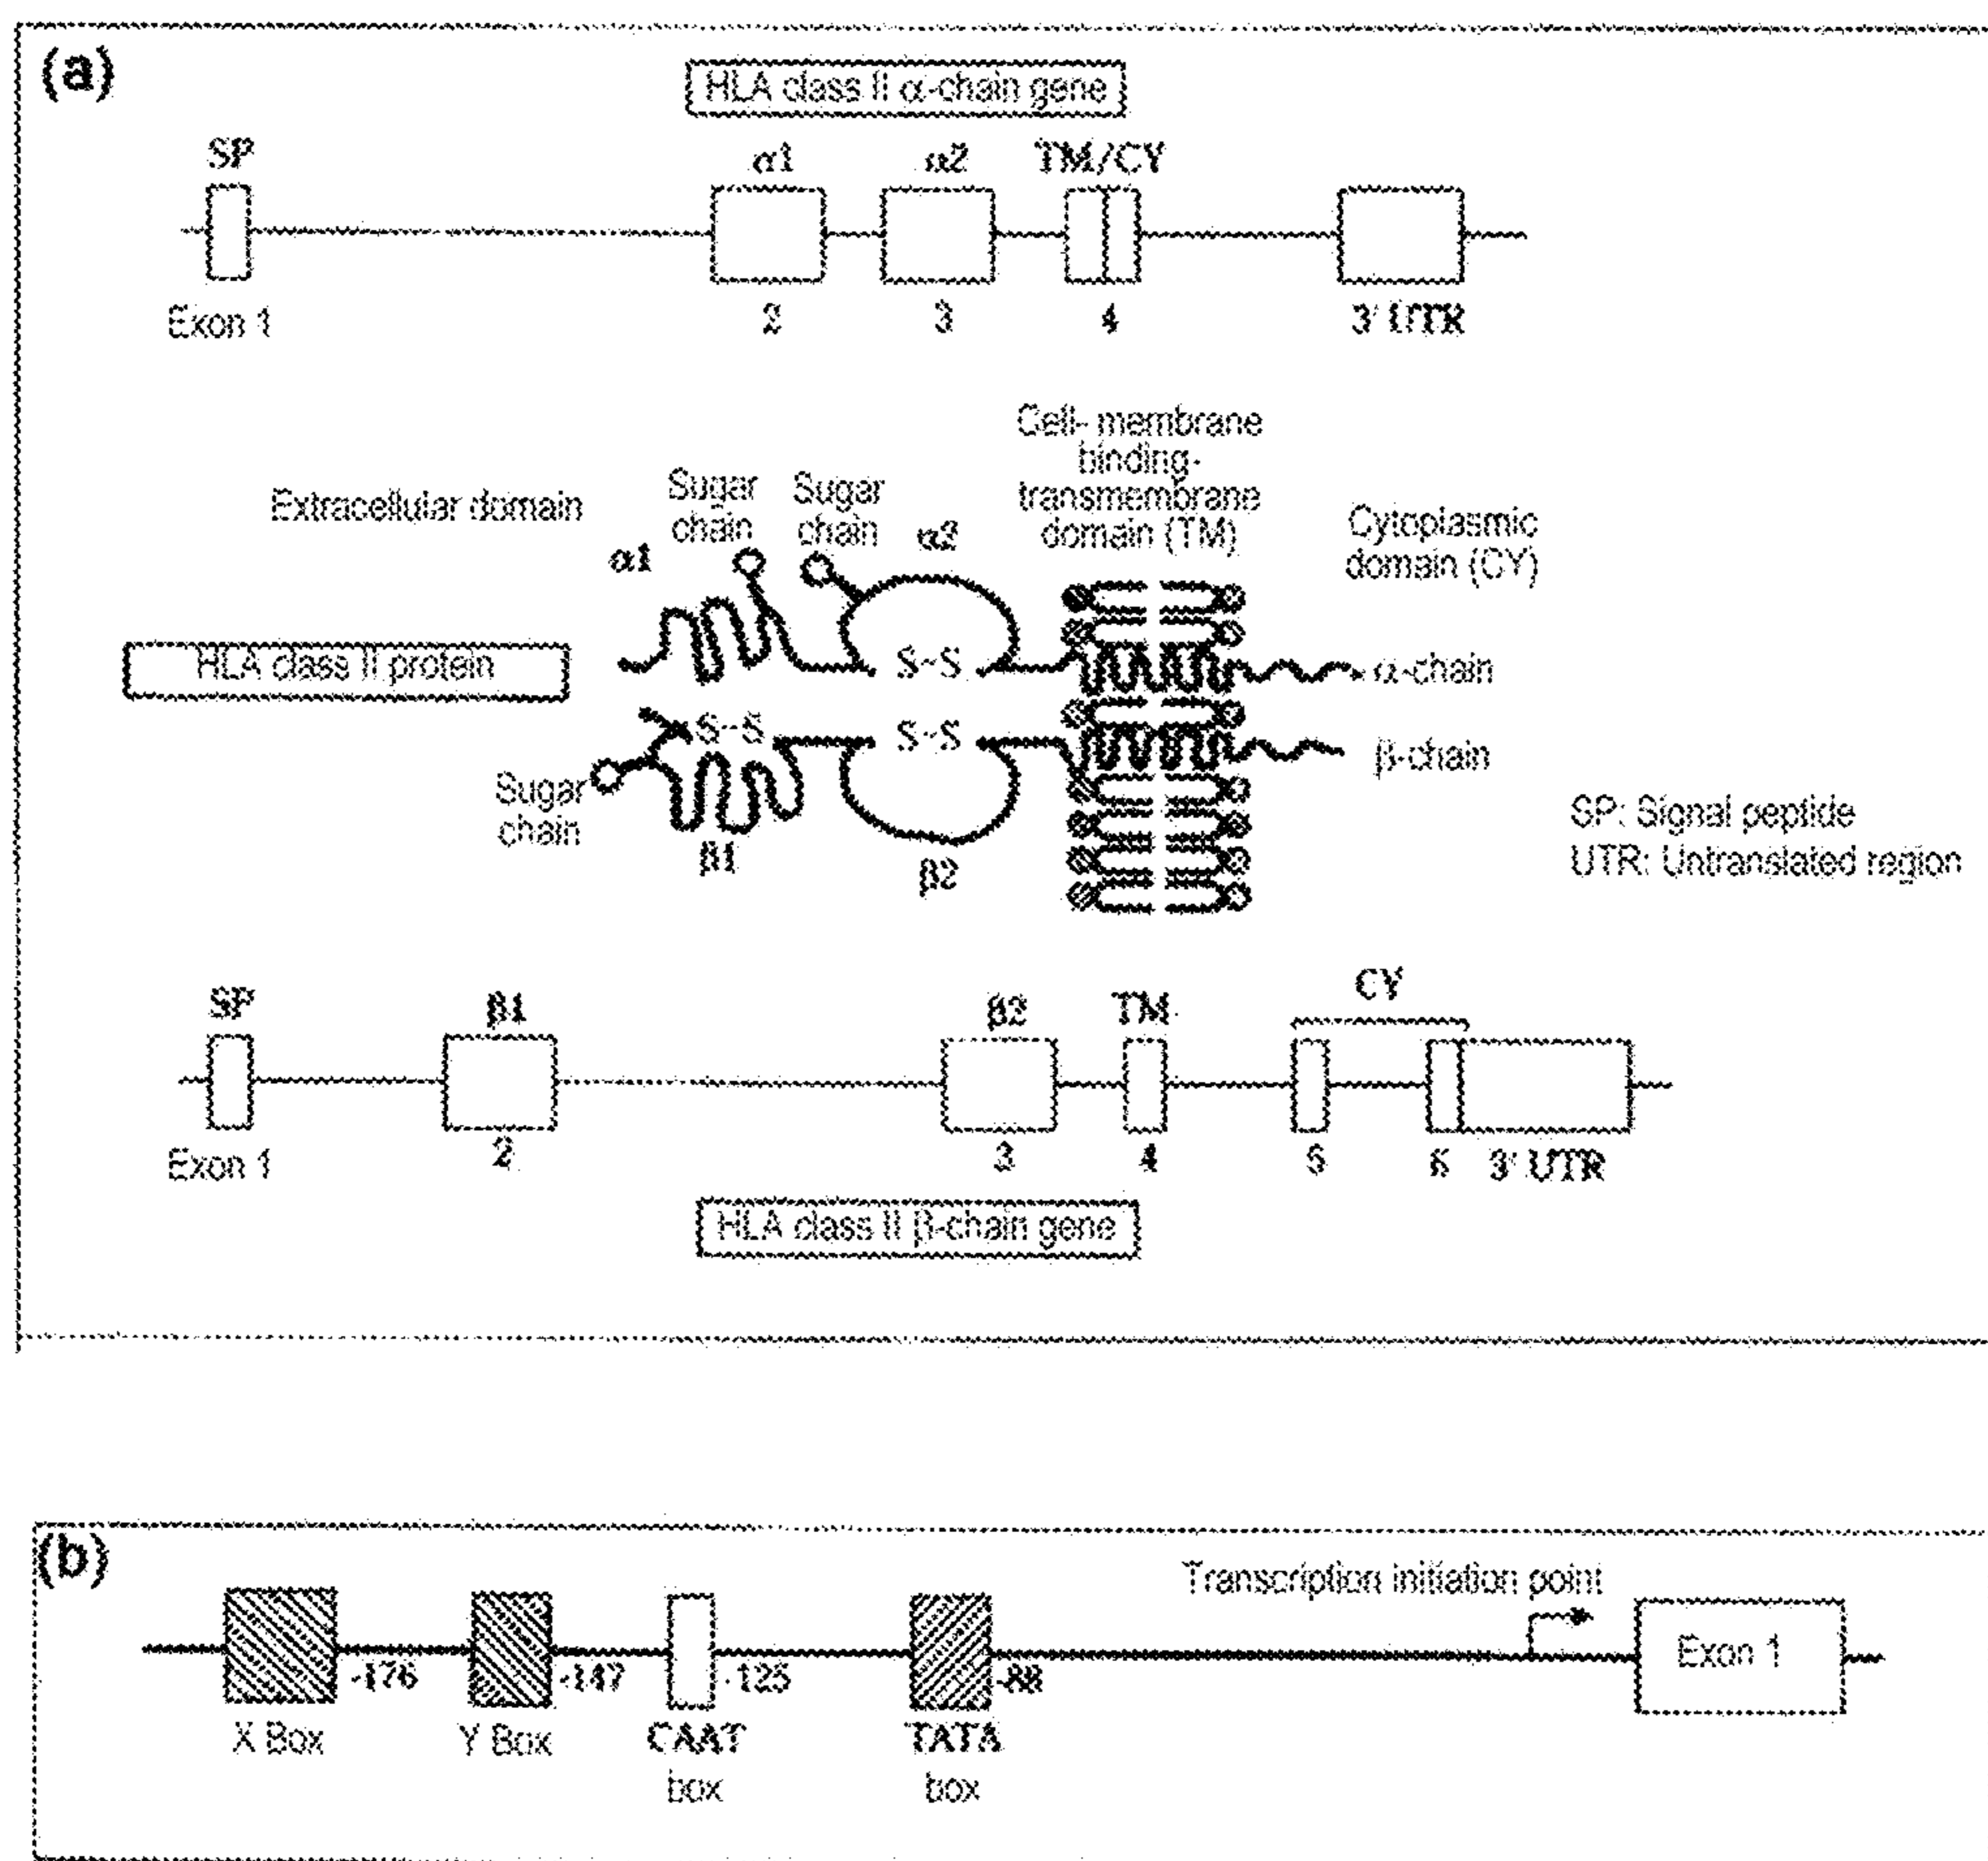 (a)
HLA class II α-chain gene
SP
α1
α2
TM/CY
Exon 1
2
3
4
3' UTR
Extracellular domain
Sugar
chain
Sugar
chain
Cell- membrane
binding-
transmembrane
domain (TM)
Cytoplasmic
domain (CY)
α1
α2
HLA class II protein
S-S
α-chain
S-S
S-S
β-chain
Sugar
chain
β1
β2
SP: Signal peptide
UTR: Untranslated region
SP
β1
β2
TM
CY
Exon 1
2
3
4
5
6
3' UTR
HLA class II β-chain gene
(b)
Transcription initiation point
Exon 1
-176
-147
-125
-88
X Box
Y Box
CAAT
box
TATA
box